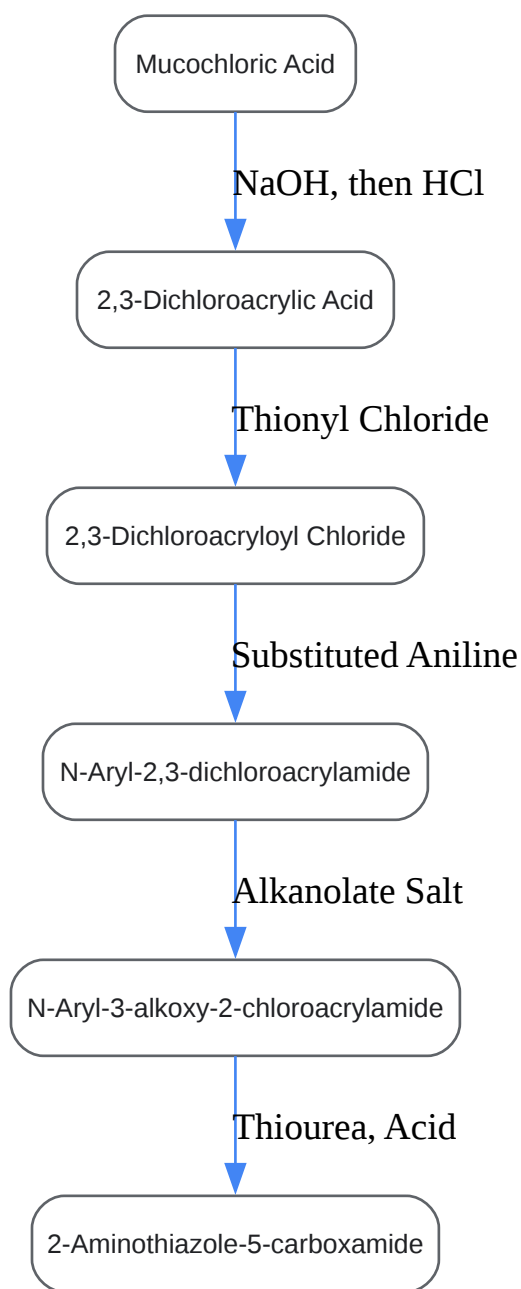 Mucochloric Acid
NaOH, then HCl
2,3-Dichloroacrylic Acid
Thionyl Chloride
2,3-Dichloroacryloyl Chloride
Substituted Aniline
N-Aryl-2,3-dichloroacrylamide
Alkanolate Salt
N-Aryl-3-alkoxy-2-chloroacrylamide
Thiourea, Acid
2-Aminothiazole-5-carboxamide